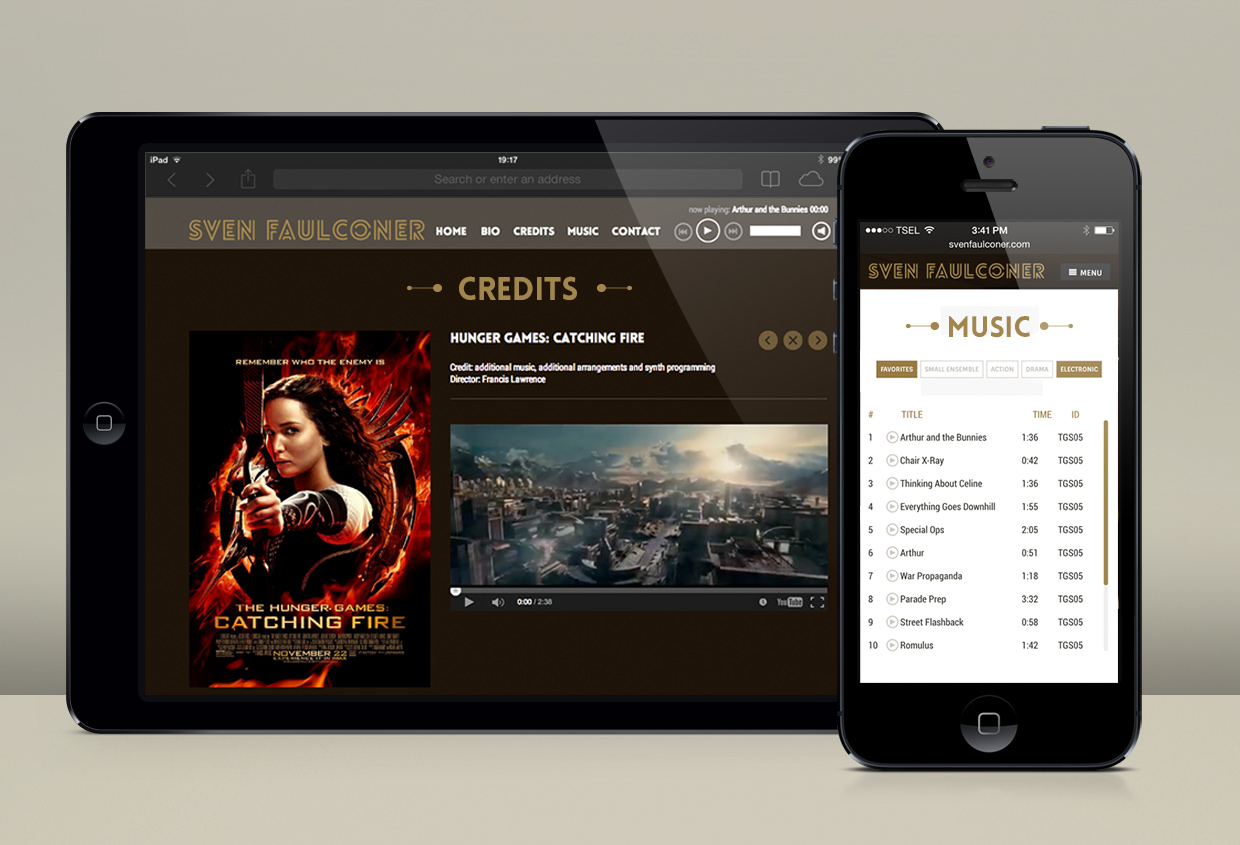 iPad 19:17
Search or enter an address
now playing: Arthur and the Bunnies 00:00
SVEN FAULCONER HOME BIO CREDITS MUSIC CONTACT
CREDITS
HUNGER GAMES: CATCHING FIRE
Credit: additional music, additional arrangements and synth programming
Director: Francis Lawrence
REMEMBER WHO THE ENEMY IS
THE HUNGER GAMES:
CATCHING FIRE
NOVEMBER 22
EXPERIENCE IT IN IMAX
0:00 / 2:38 YouTube
TSEL 3:41 PM
svenfaulconer.com
SVEN FAULCONER MENU
MUSIC
FAVORITES SMALL ENSEMBLE ACTION DRAMA ELECTRONIC
# TITLE TIME ID
1 Arthur and the Bunnies 1:36 TGS05
2 Chair X-Ray 0:42 TGS05
3 Thinking About Celine 1:36 TGS05
4 Everything Goes Downhill 1:55 TGS05
5 Special Ops 2:05 TGS05
6 Arthur 0:51 TGS05
7 War Propaganda 1:18 TGS05
8 Parade Prep 3:32 TGS05
9 Street Flashback 0:58 TGS05
10 Romulus 1:42 TGS05